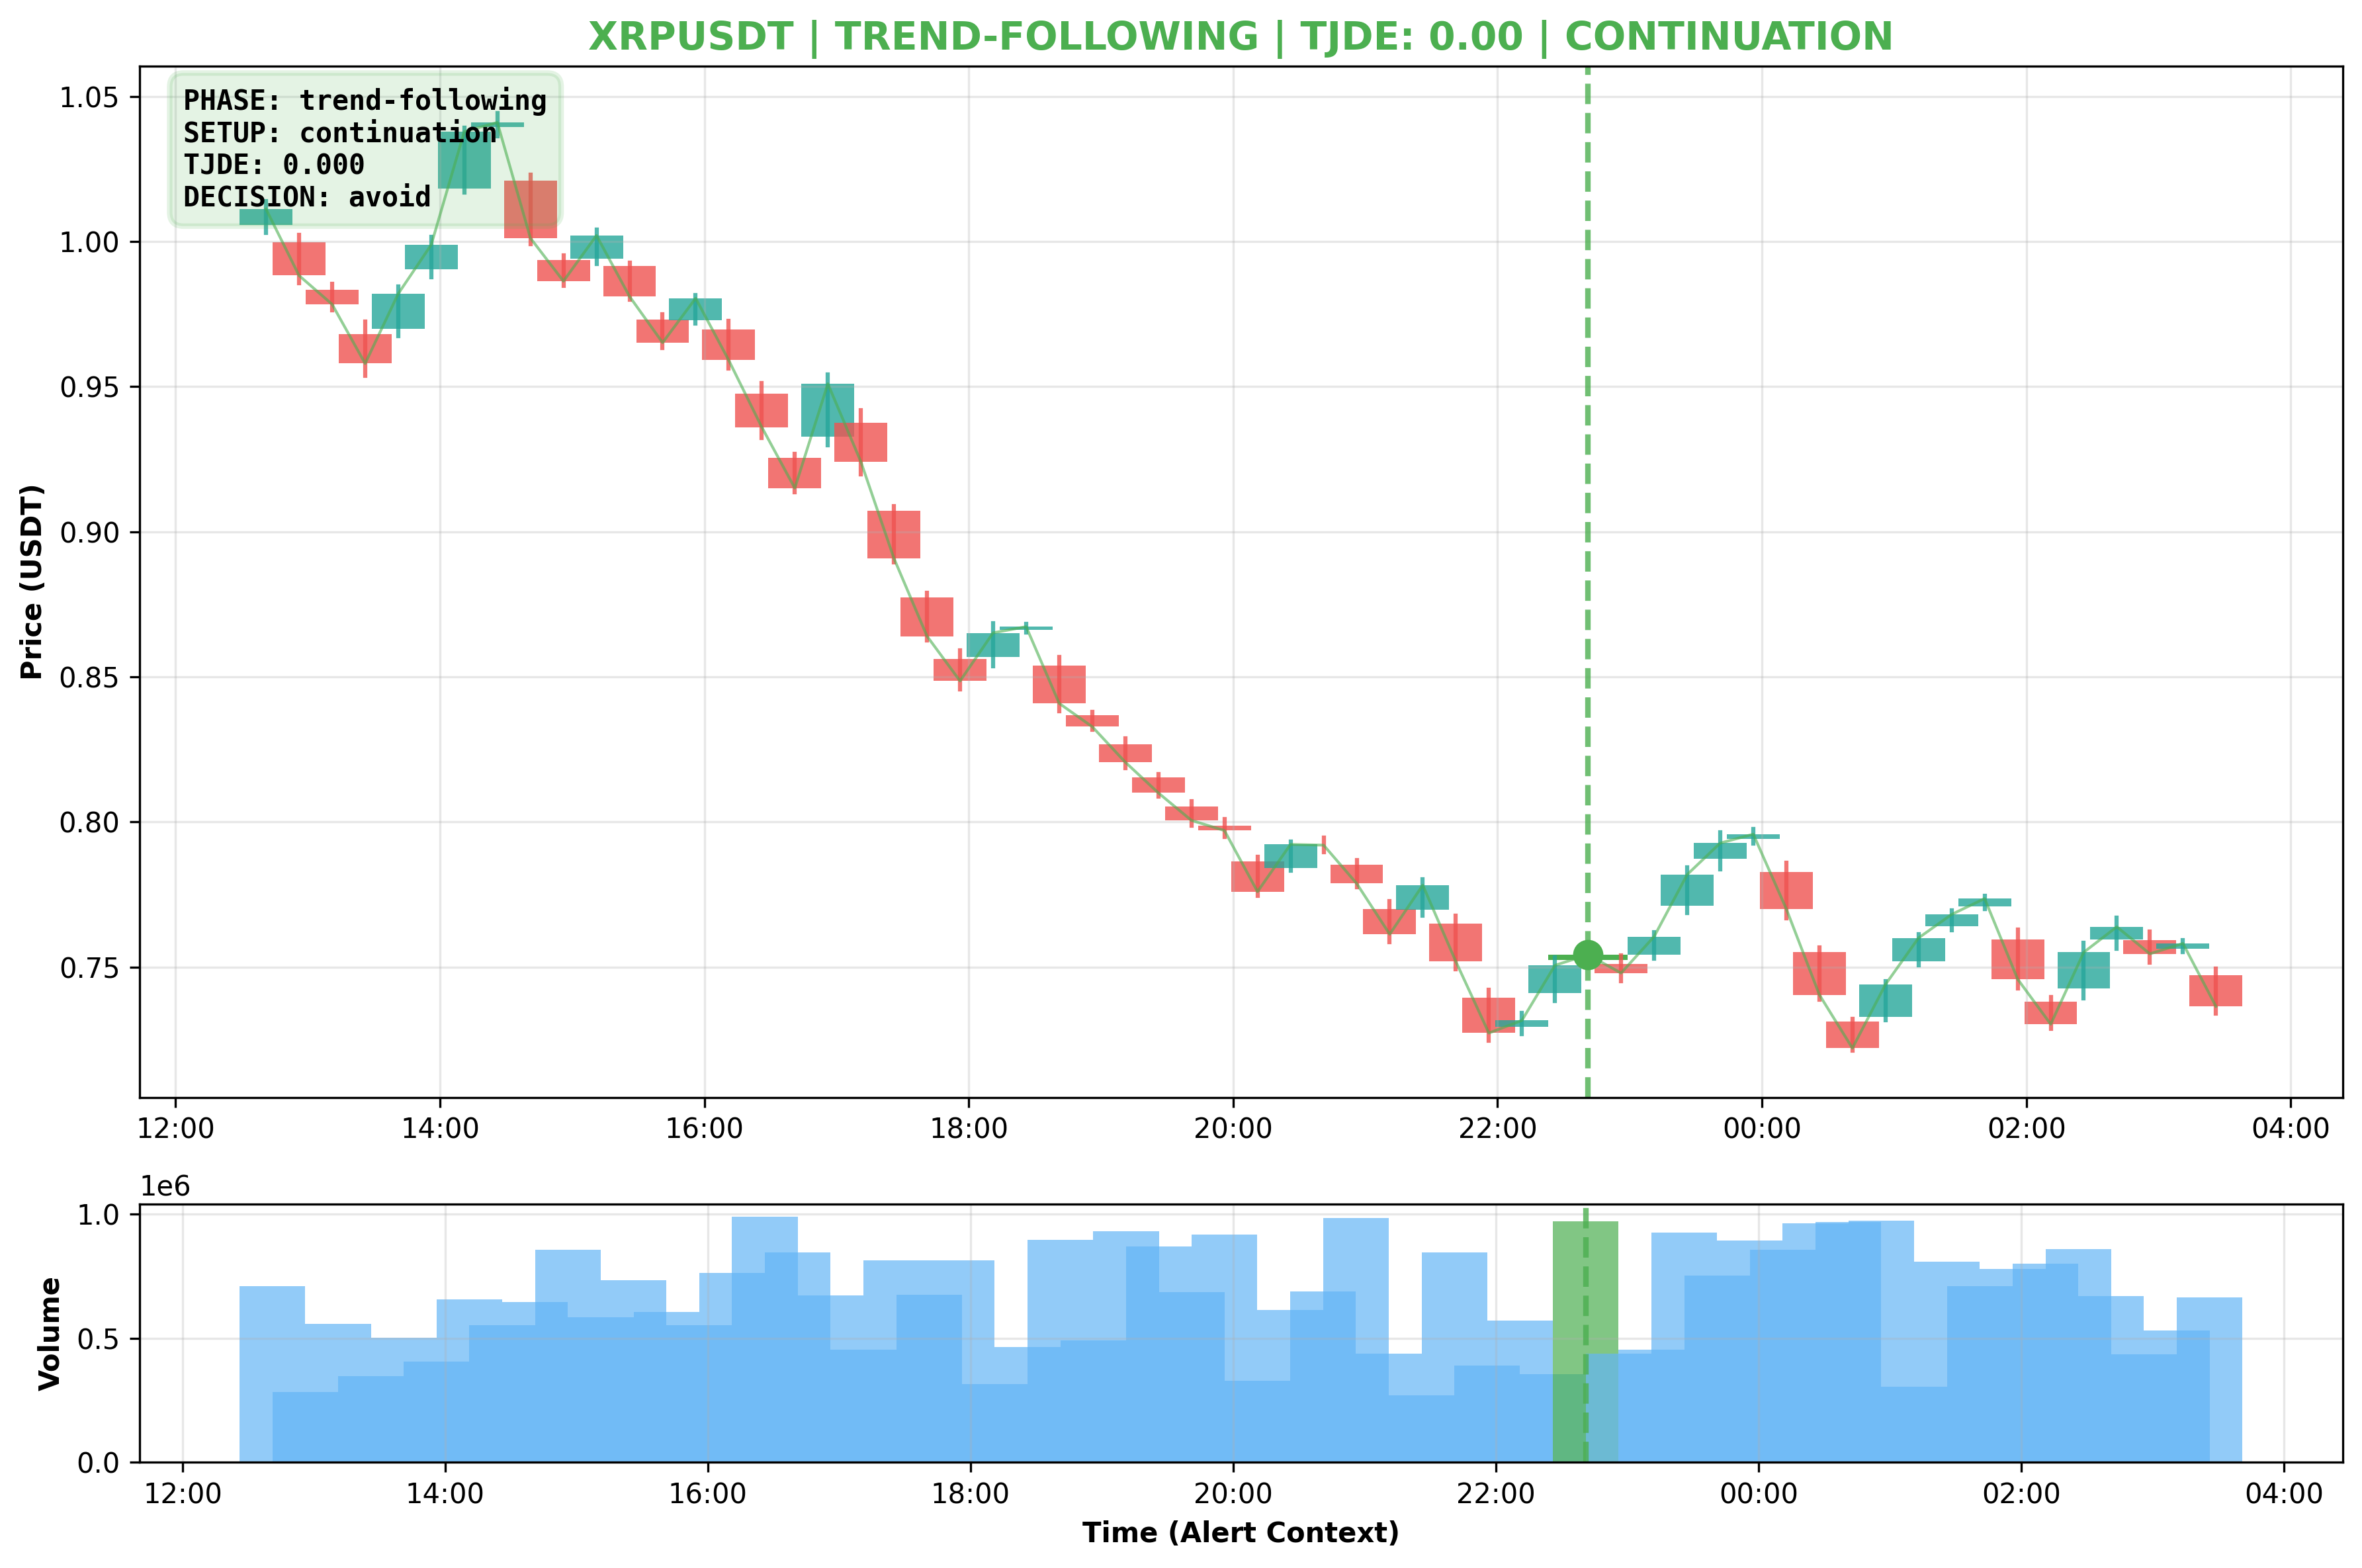 XRPUSDT | TREND-FOLLOWING | TJDE: 0.00 | CONTINUATION
PHASE: trend-following
SETUP: continuation
TJDE: 0.000
DECISION: avoid
Price (USDT)
1.05
1.00
0.95
0.90
0.85
0.80
0.75
12:00 14:00 16:00 18:00 20:00 22:00 00:00 02:00 04:00
1e6
Volume
1.0
0.5
0.0
12:00 14:00 16:00 18:00 20:00 22:00 00:00 02:00 04:00
Time (Alert Context)